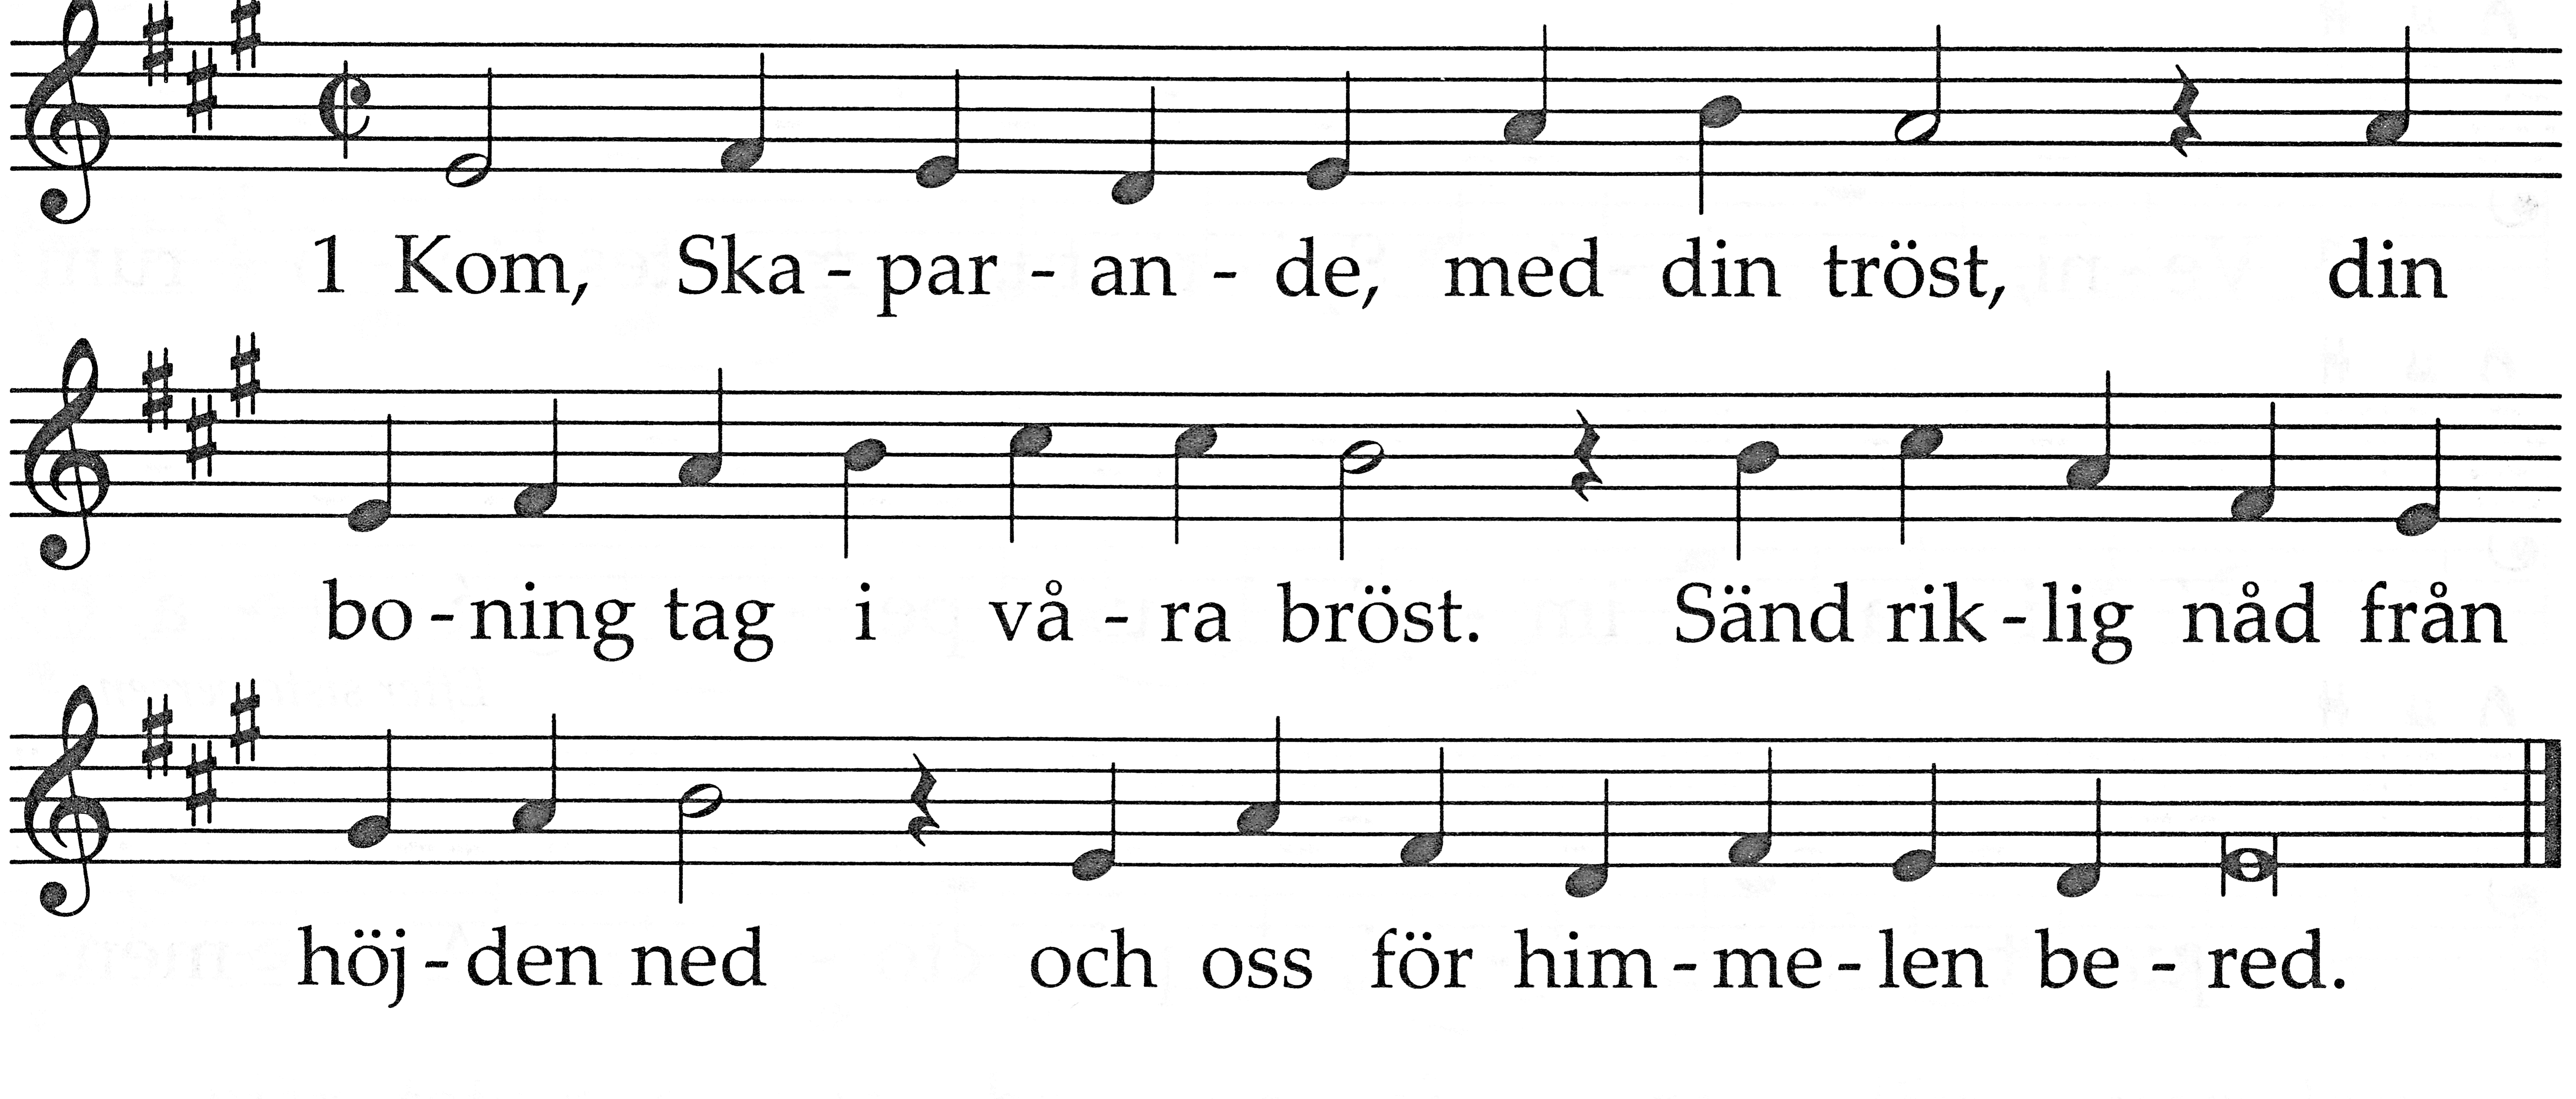 1 Kom, Ska - par - an - de, med din tröst, din
bo - ning tag i vå - ra bröst. Sänd rik - lig nåd från
höj - den ned och oss för him - me - len be - red.